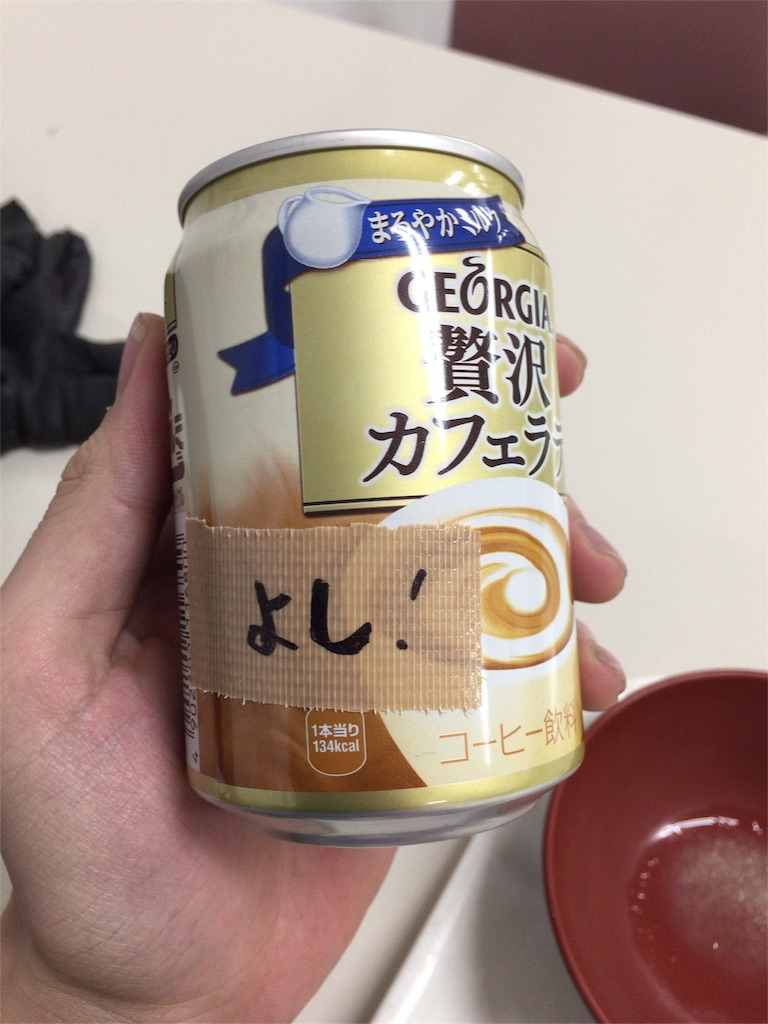 まろやかミルク
GEORGIA
贅沢
カフェラテ
よし!
1本当り
134kcal
コーヒー飲料